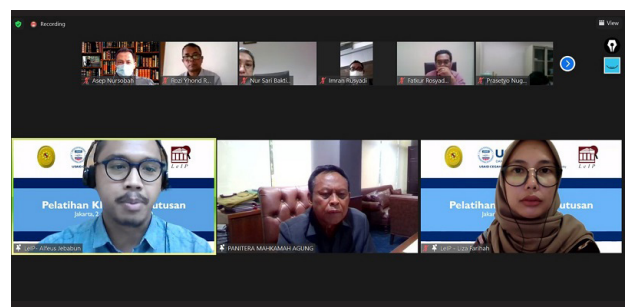 Recording
View
Asep Nursobah
Rozi Yhond R...
Nur Sari Bakti...
Imran Rusyadi
Fatkur Rosyad...
Prasetyo Nug...
LeIP
U
LeIP
Pelatihan Kl
utusan
Jakarta, 2
Pelatihan
utusan
Jakar
LeIP- Alfeus Jebabun
PANITERA MAHKAMAH AGUNG
LeIP - Liza Farihah